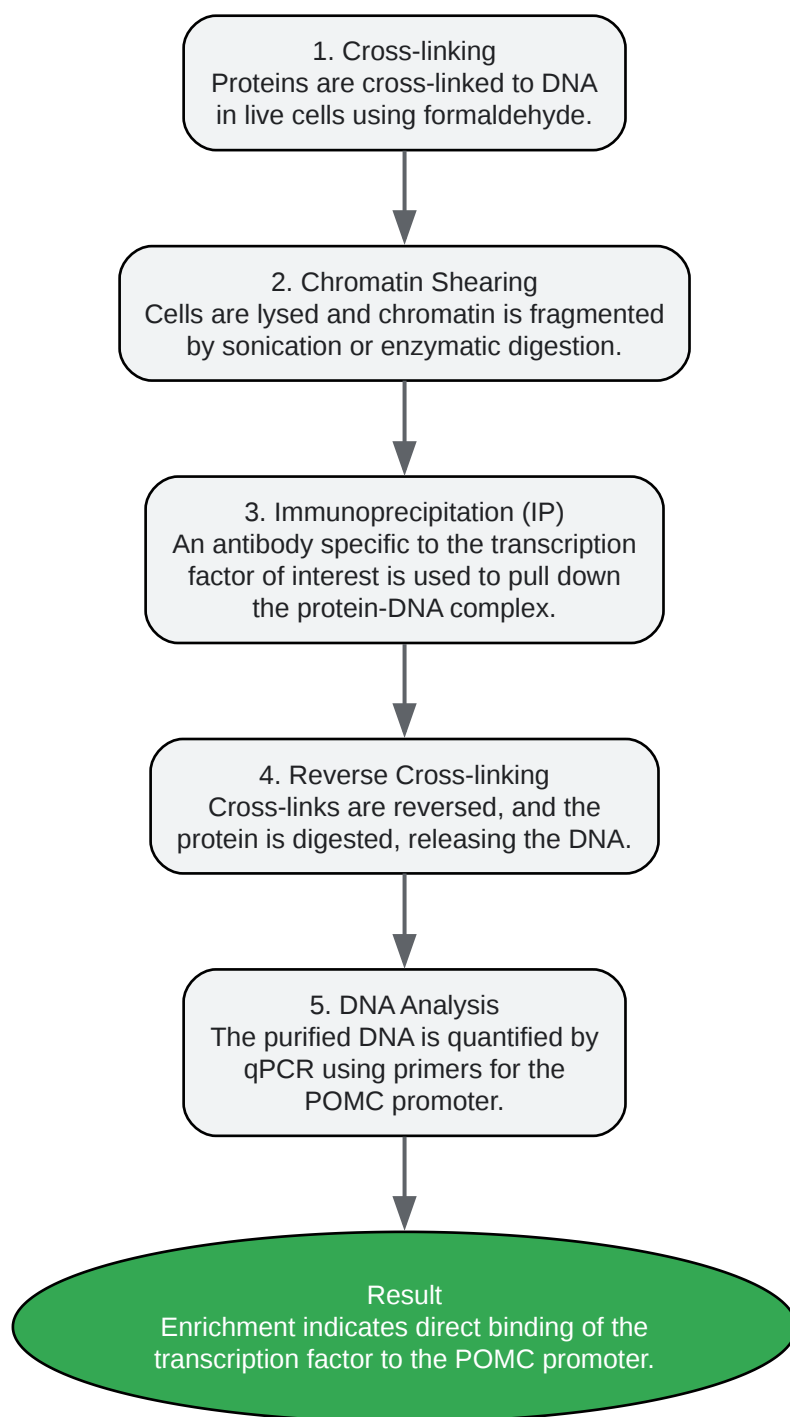 1. Cross-linking
Proteins are cross-linked to DNA
in live cells using formaldehyde.
2. Chromatin Shearing
Cells are lysed and chromatin is fragmented
by sonication or enzymatic digestion.
3. Immunoprecipitation (IP)
An antibody specific to the transcription
factor of interest is used to pull down
the protein-DNA complex.
4. Reverse Cross-linking
Cross-links are reversed, and the
protein is digested, releasing the DNA.
5. DNA Analysis
The purified DNA is quantified by
qPCR using primers for the
POMC promoter.
Result
Enrichment indicates direct binding of the
transcription factor to the POMC promoter.